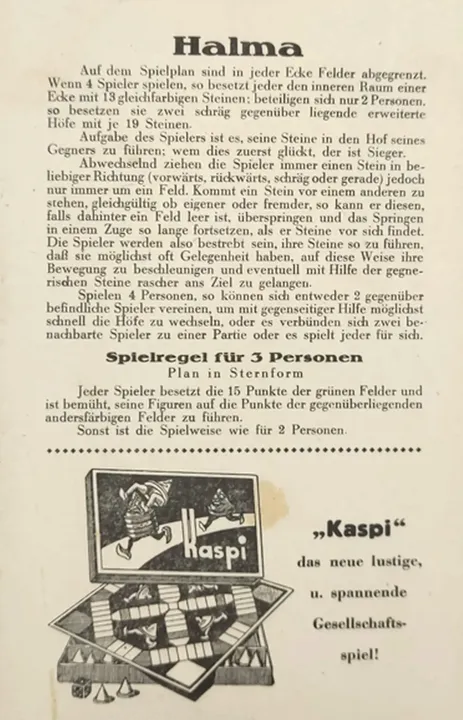 Halma
Auf dem Spielplan sind in jeder Ecke Felder abgegrenzt.
Wenn 4 Spieler spielen, so besetzt jeder den inneren Raum einer
Ecke mit 13 gleichfarbigen Steinen; beteiligen sich nur 2 Personen,
so besetzen sie zwei schräg gegenüber liegende erweiterte
Höfe mit je 19 Steinen.
Aufgabe des Spielers ist es, seine Steine in den Hof seines
Gegners zu führen; wem dies zuerst glückt, der ist Sieger.
Abwechselnd ziehen die Spieler immer einen Stein in be-
liebiger Richtung (vorwärts, rückwärts, schräg oder gerade) jedoch
nur immer um ein Feld. Kommt ein Stein vor einem anderen zu
stehen, gleichgültig ob eigener oder fremder, so kann er diesen,
falls dahinter ein Feld leer ist, überspringen und das Springen
in einem Zuge so lange fortsetzen, als er Steine vor sich findet.
Die Spieler werden also bestrebt sein, ihre Steine so zu führen,
daß sie möglichst oft Gelegenheit haben, auf diese Weise ihre
Bewegung zu beschleunigen und eventuell mit Hilfe der gegne-
rischen Steine rascher ans Ziel zu gelangen.
Spielen 4 Personen, so können sich entweder 2 gegenüber
befindliche Spieler vereinen, um mit gegenseitiger Hilfe möglichst
schnell die Höfe zu wechseln, oder es verbünden sich zwei be-
nachbarte Spieler zu einer Partie oder es spielt jeder für sich.
Spielregel für 3 Personen
Plan in Sternform
Jeder Spieler besetzt die 15 Punkte der grünen Felder und
ist bemüht, seine Figuren auf die Punkte der gegenüberliegenden
andersfarbigen Felder zu führen.
Sonst ist die Spielweise wie für 2 Personen.
Kaspi
„Kaspi“
das neue lustige,
u. spannende
Gesellschafts-
spiel!